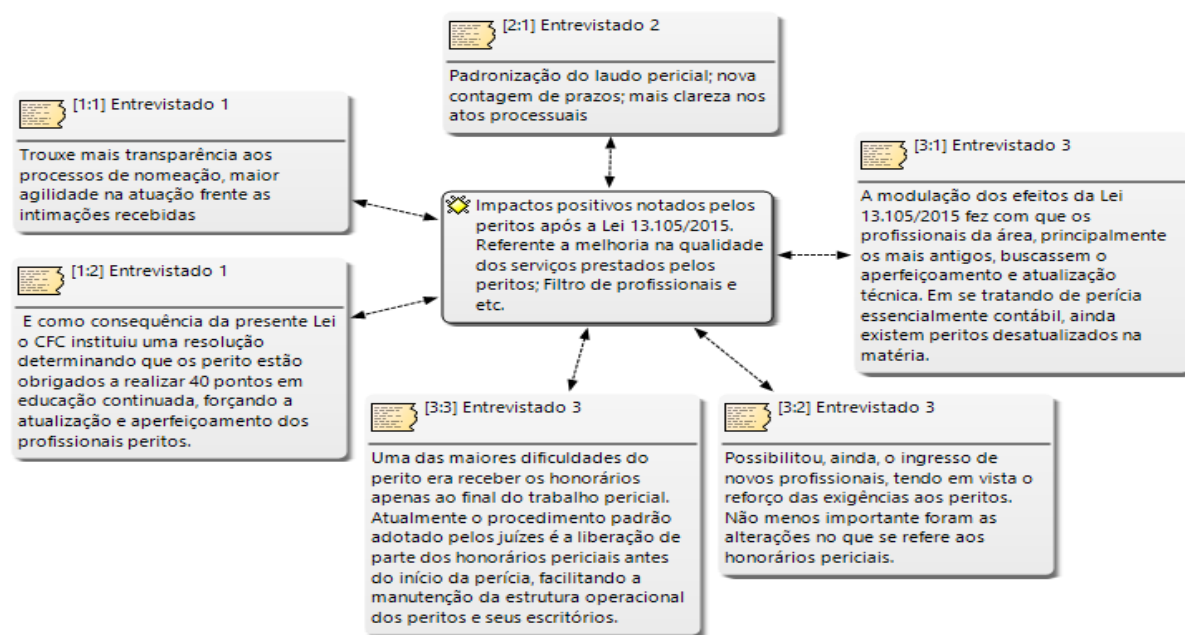 [2:1] Entrevistado 2
Padronização do laudo pericial; nova
contagem de prazos; mais clareza nos
atos processuais
[1:1] Entrevistado 1
Trouxe mais transparência aos
processos de nomeação, maior
agilidade na atuação frente as
intimações recebidas
[3:1] Entrevistado 3
A modulação dos efeitos da Lei
13.105/2015 fez com que os
profissionais da área, principalmente
os mais antigos, buscassem o
aperfeiçoamento e atualização
técnica. Em se tratando de perícia
essencialmente contábil, ainda
existem peritos desatualizados na
matéria.
Impactos positivos notados pelos
peritos após a Lei 13.105/2015.
Referente a melhoria na qualidade
dos serviços prestados pelos
peritos; Filtro de profissionais e
etc.
[1:2] Entrevistado 1
E como consequência da presente Lei
o CFC instituiu uma resolução
determinando que os perito estão
obrigados a realizar 40 pontos em
educação continuada, forçando a
atualização e aperfeiçoamento dos
profissionais peritos.
[3:3] Entrevistado 3
Uma das maiores dificuldades do
perito era receber os honorários
apenas ao final do trabalho pericial.
Atualmente o procedimento padrão
adotado pelos juízes é a liberação de
parte dos honorários periciais antes
do início da perícia, facilitando a
manutenção da estrutura operacional
dos peritos e seus escritórios.
[3:2] Entrevistado 3
Possibilitou, ainda, o ingresso de
novos profissionais, tendo em vista o
reforço das exigências aos peritos.
Não menos importante foram as
alterações no que se refere aos
honorários periciais.